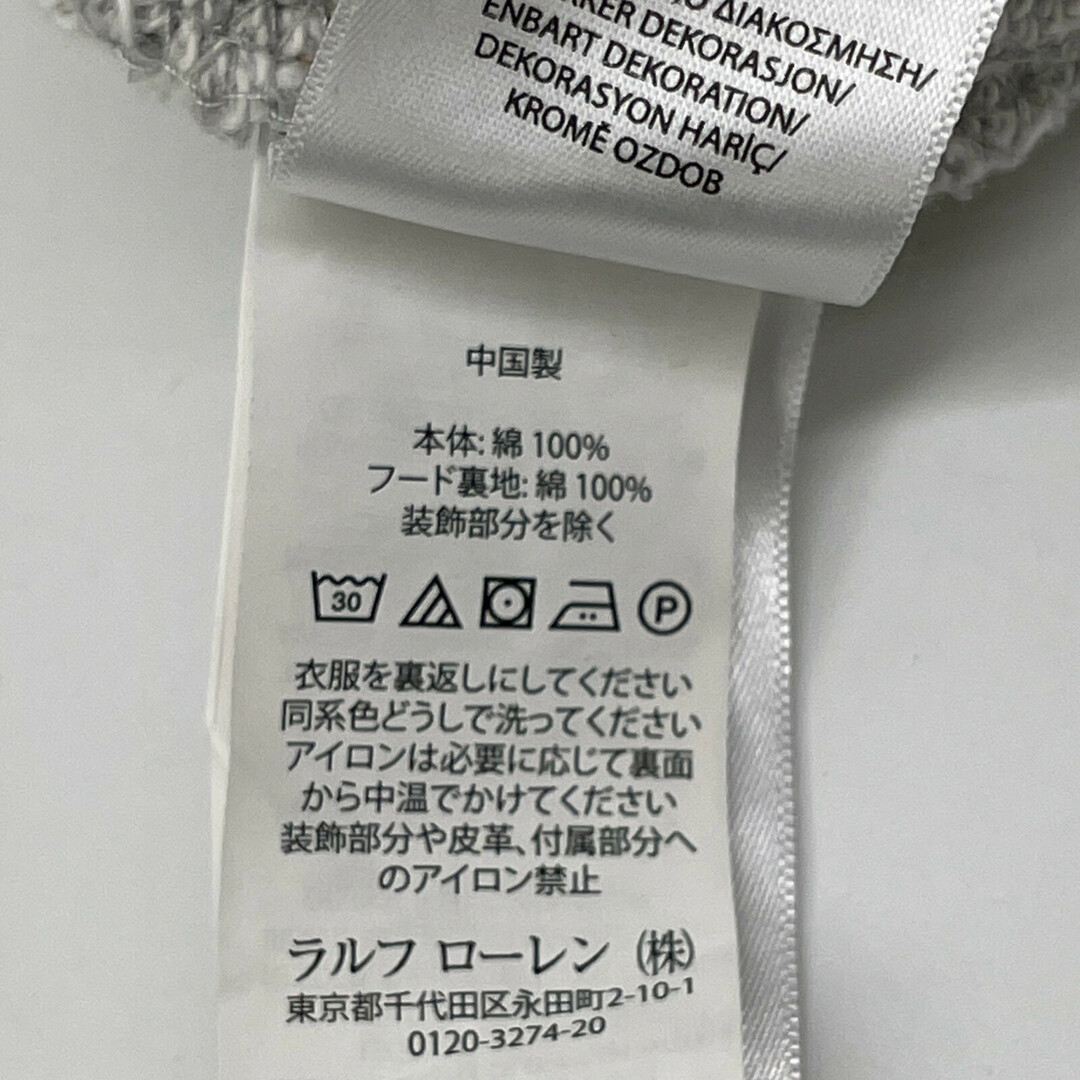 ΔΙΑΚΟΣΜΗΣΗ/
DEKORASJON/
ENBART DEKORATION/
DEKORASYON HARİÇ/
KROMĚ OZDOB
中国製
本体: 綿 100%
フード裏地: 綿 100%
装飾部分を除く
30 P
衣服を裏返しにしてください
同系色どうしで洗ってください
アイロンは必要に応じて裏面
から中温でかけてください
装飾部分や皮革、付属部分へ
のアイロン禁止
ラルフ ローレン (株)
東京都千代田区永田町2-10-1
0120-3274-20